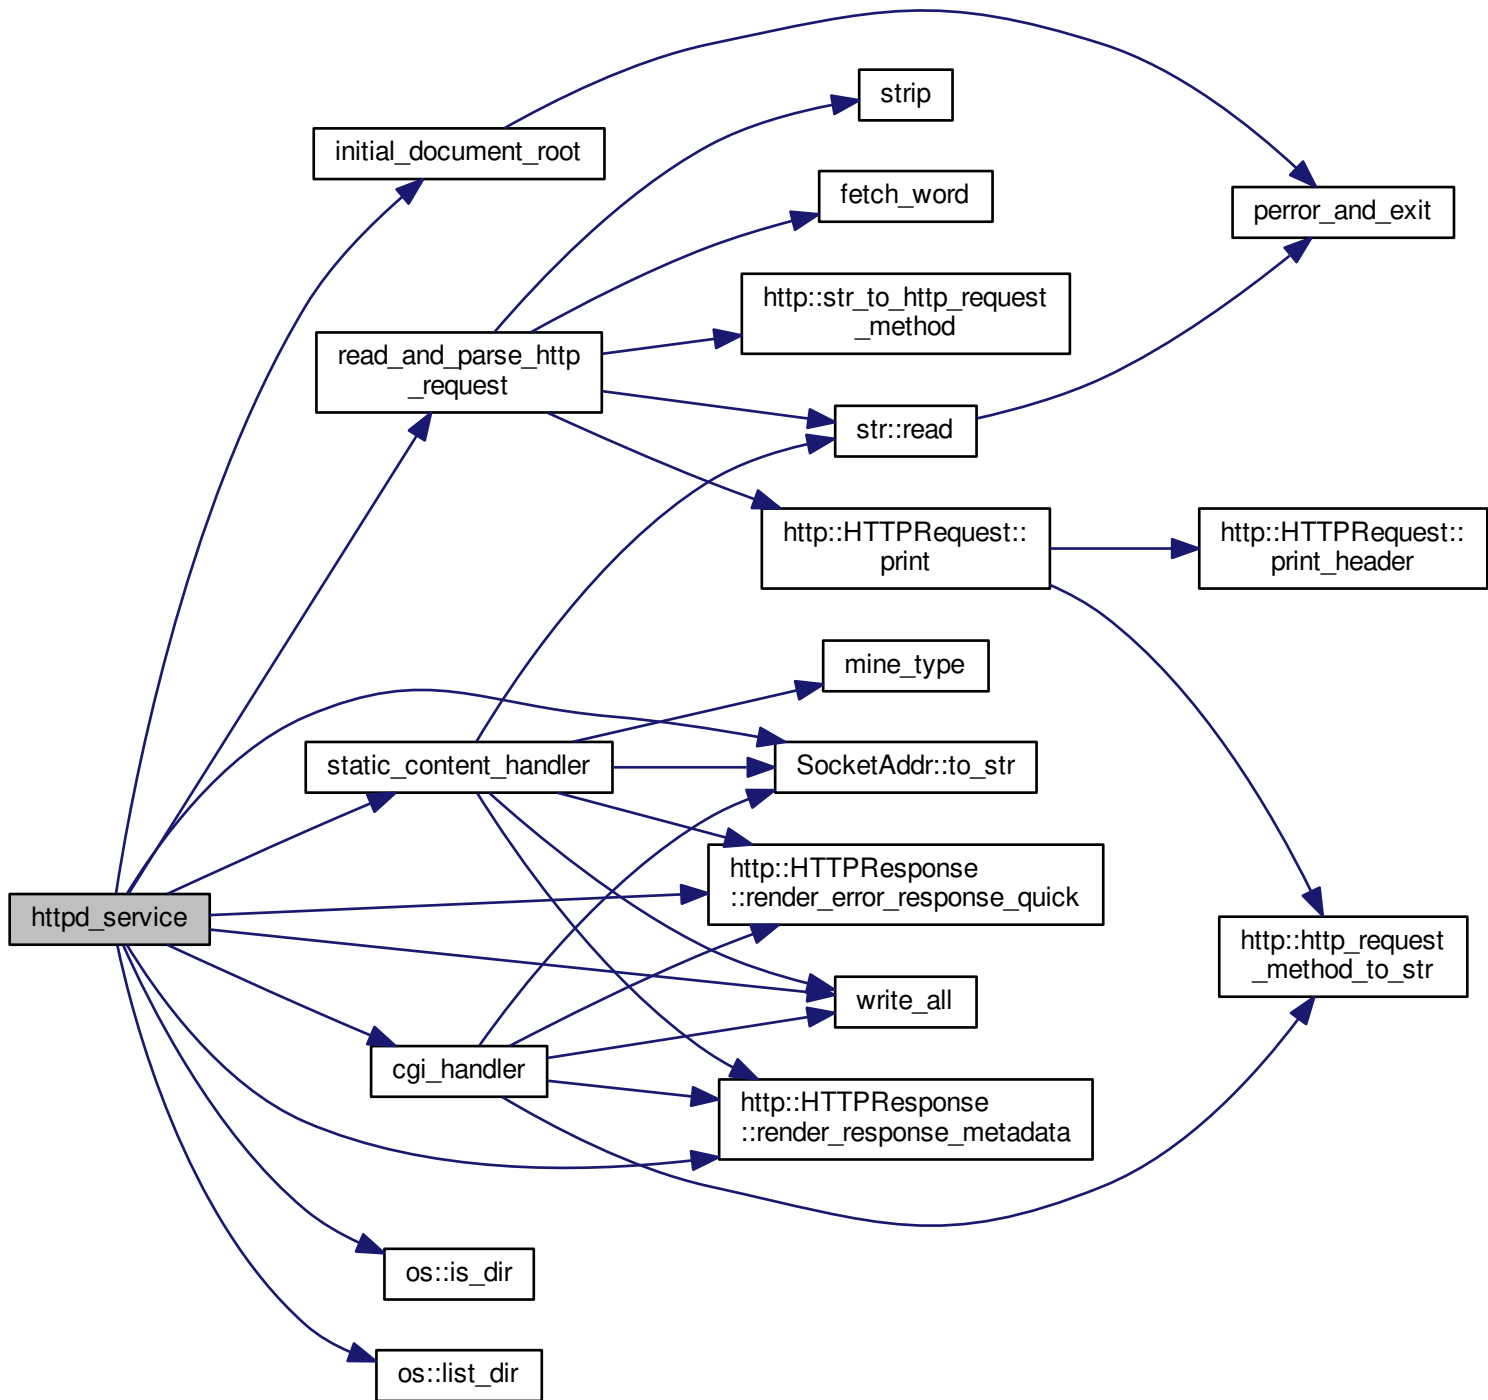 strip
initial_document_root
fetch_word
perror_and_exit
http::str_to_http_request
_method
read_and_parse_http
_request
str::read
http::HTTPRequest::
print
http::HTTPRequest::
print_header
mine_type
static_content_handler
SocketAddr::to_str
http::HTTPResponse
::render_error_response_quick
httpd_service
http::http_request
_method_to_str
write_all
cgi_handler
http::HTTPResponse
::render_response_metadata
os::is_dir
os::list_dir